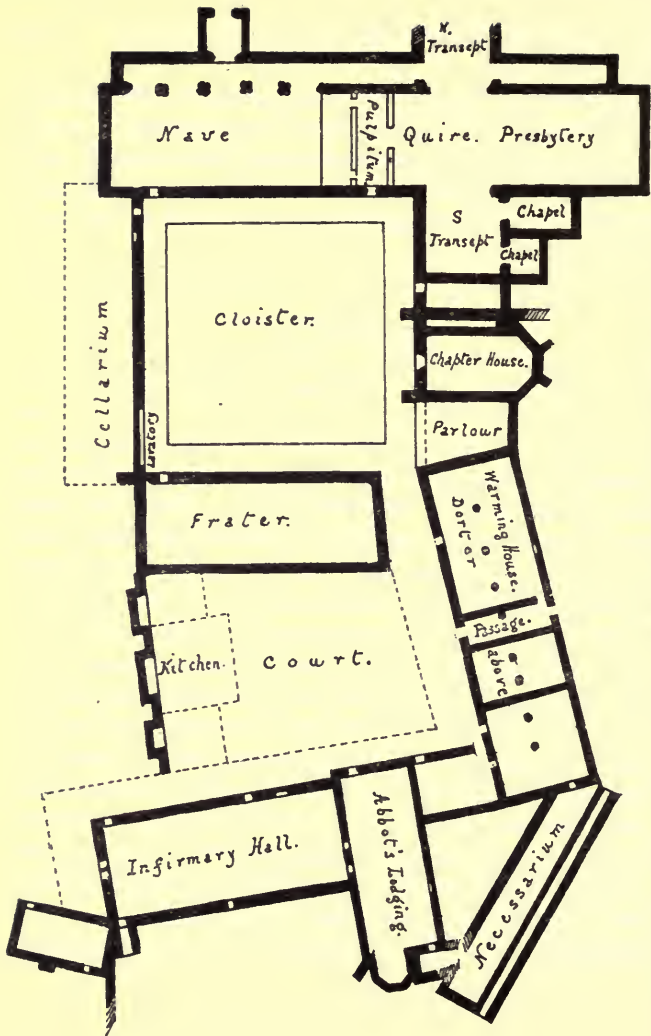 N.
Transept
Nave
Pulpitum
Quire. Presbytery
S
Transept
Chapel
Chapel
Cloister.
Cellarium
Lavatory
Chapter House.
Parlour
Frater.
Warming House.
Dorter
Passage.
above
Kitchen.
Court.
Infirmary Hall.
Abbot's Lodging.
Necessarium